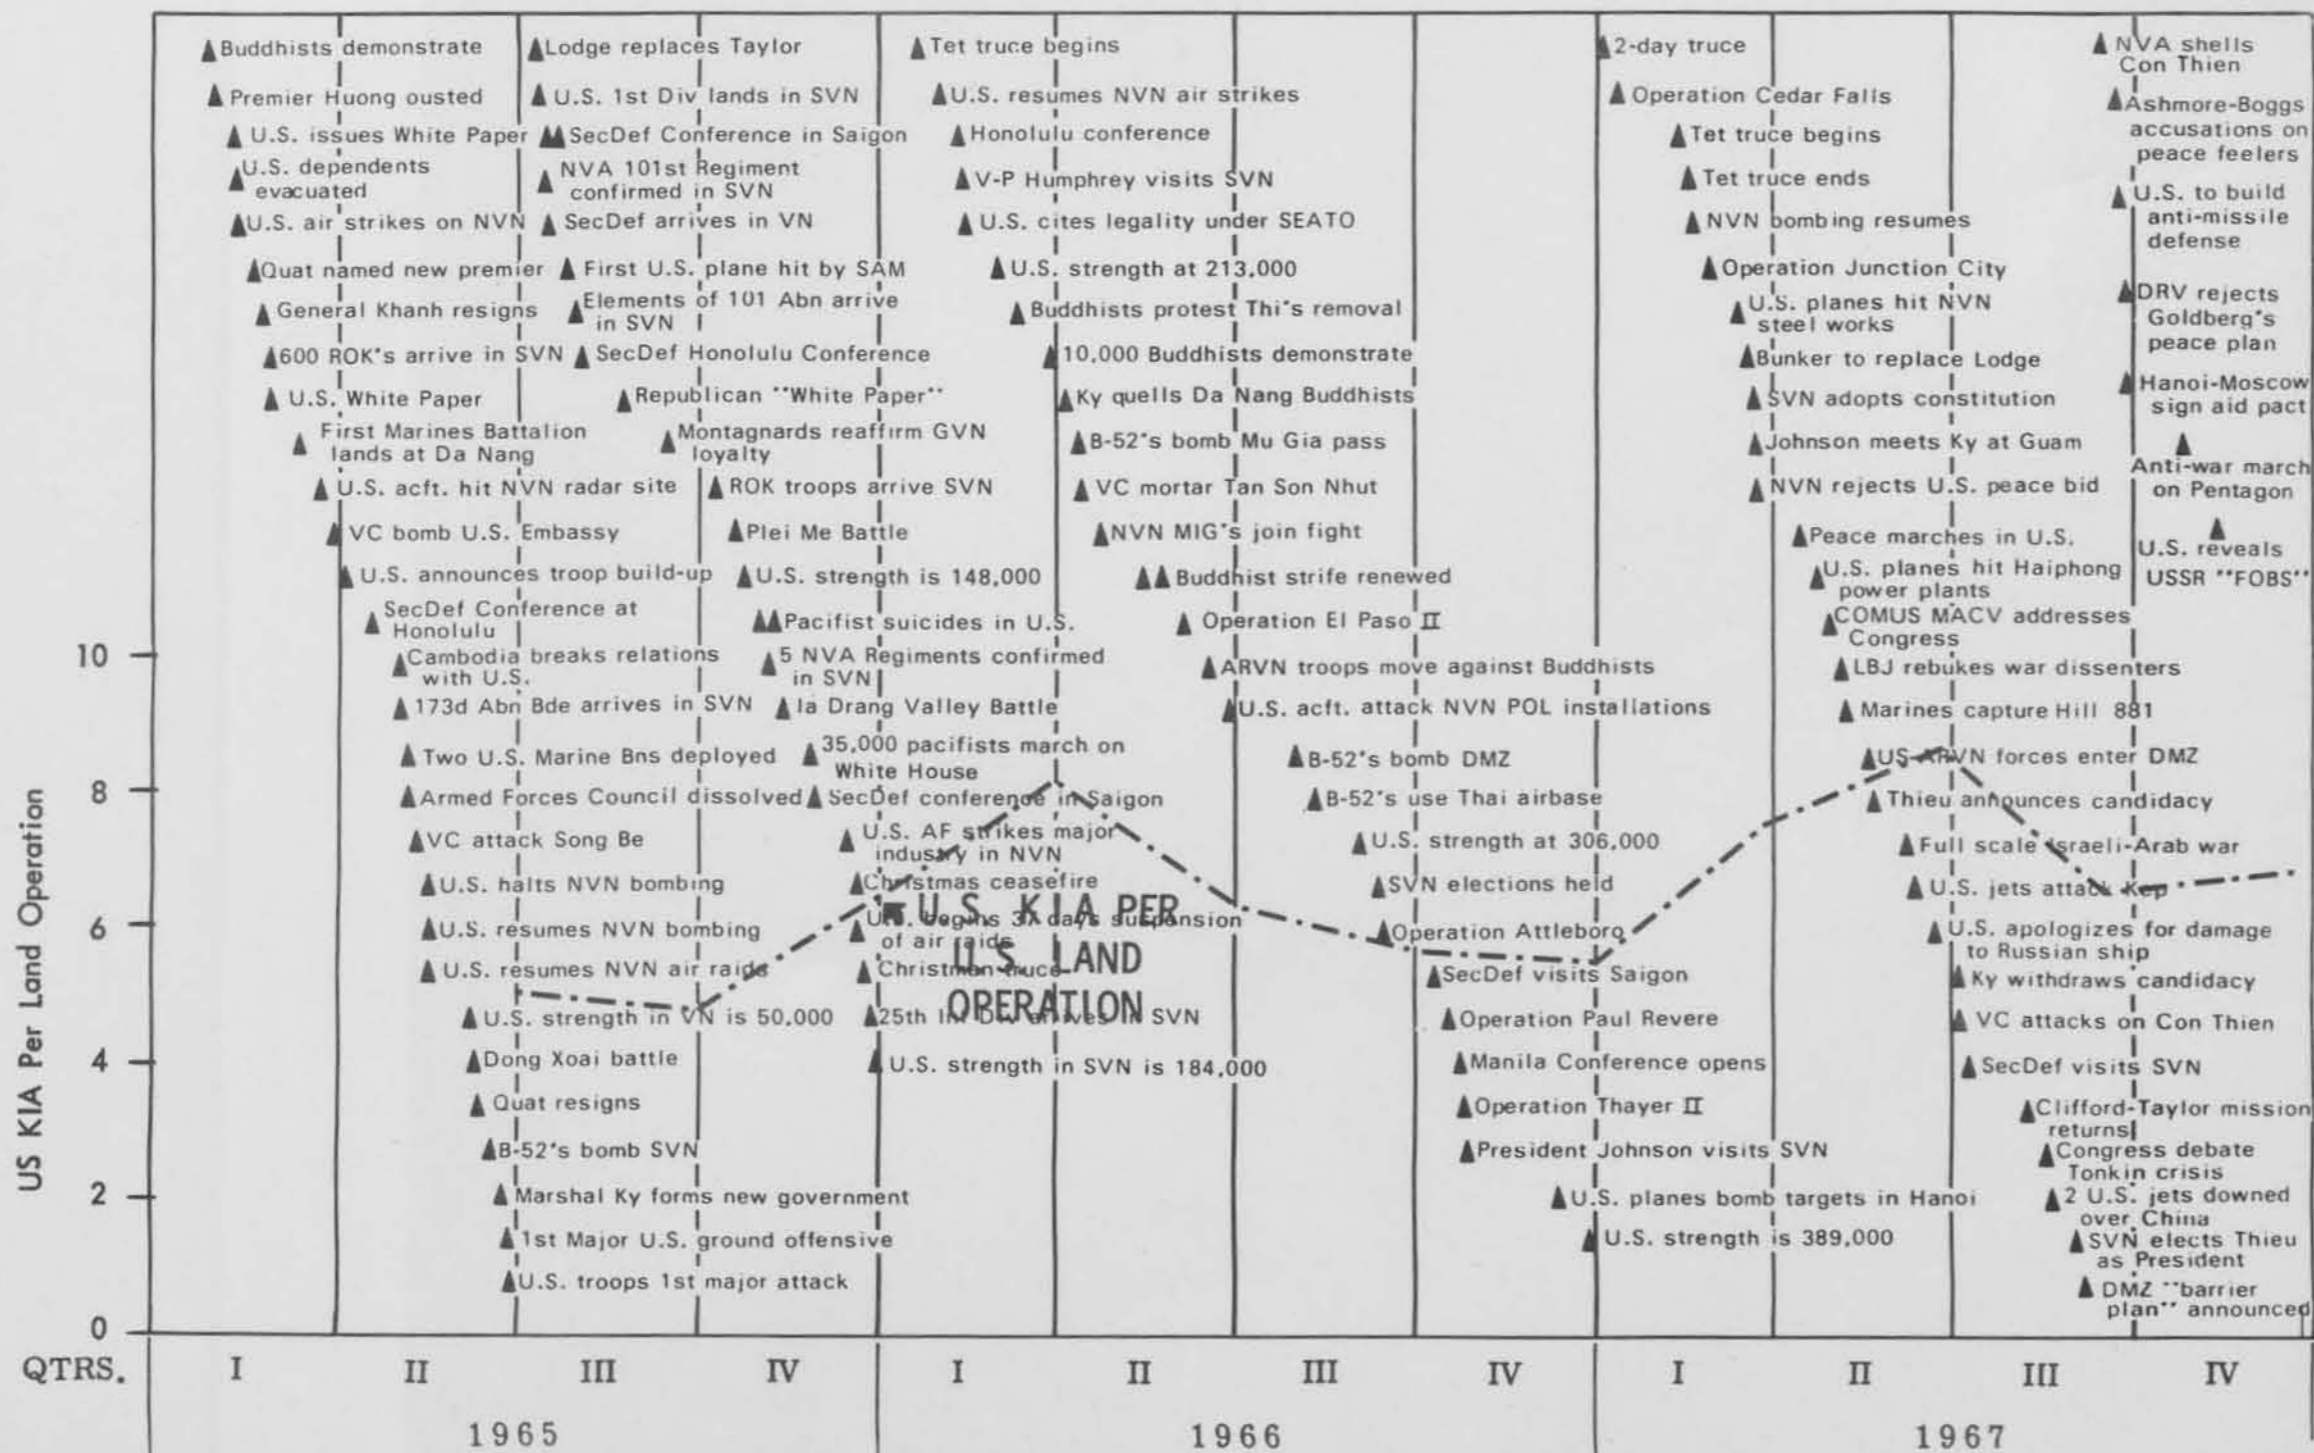 Buddhists demonstrate
Premier Huong ousted
U.S. issues White Paper
U.S. dependents
evacuated
U.S. air strikes on NVN
Quat named new premier
General Khanh resigns
600 ROK's arrive in SVN
U.S. White Paper
First Marines Battalion
lands at Da Nang
U.S. acft. hit NVN radar site
VC bomb U.S. Embassy
U.S. announces troop build-up
SecDef Conference at
Honolulu
Cambodia breaks relations
with U.S.
173d Abn Bde arrives in SVN
Two U.S. Marine Bns deployed
Armed Forces Council dissolved
VC attack Song Be
U.S. halts NVN bombing
U.S. resumes NVN bombing
U.S. resumes NVN air raids
U.S. strength in VN is 50,000
Dong Xoai battle
Quat resigns
B-52's bomb SVN
Marshal Ky forms new government
1st Major U.S. ground offensive
U.S. troops 1st major attack
Lodge replaces Taylor
U.S. 1st Div lands in SVN
SecDef Conference in Saigon
NVA 101st Regiment
confirmed in SVN
SecDef arrives in VN
First U.S. plane hit by SAM
Elements of 101 Abn arrive
in SVN
SecDef Honolulu Conference
Republican "White Paper"
Montagnards reaffirm GVN
loyalty
ROK troops arrive SVN
Plei Me Battle
U.S. strength is 148,000
Pacifist suicides in U.S.
5 NVA Regiments confirmed
in SVN
Ia Drang Valley Battle
35,000 pacifists march on
White House
SecDef conference in Saigon
U.S. AF strikes major
industry in NVN
Christmas ceasefire
U.S. begins 37 days suspension
of air raids
Christmas truce
25th Inf Div arrives in SVN
U.S. strength in SVN is 184,000
U.S. KIA PER
U.S. LAND
OPERATION
Tet truce begins
U.S. resumes NVN air strikes
Honolulu conference
V-P Humphrey visits SVN
U.S. cites legality under SEATO
U.S. strength at 213,000
Buddhists protest Thi's removal
10,000 Buddhists demonstrate
Ky quells Da Nang Buddhists
B-52's bomb Mu Gia pass
VC mortar Tan Son Nhut
NVN MIG's join fight
Buddhist strife renewed
Operation El Paso II
ARVN troops move against Buddhists
U.S. acft. attack NVN POL installations
B-52's bomb DMZ
B-52's use Thai airbase
U.S. strength at 306,000
SVN elections held
Operation Attleboro
SecDef visits Saigon
Operation Paul Revere
Manila Conference opens
Operation Thayer II
President Johnson visits SVN
U.S. planes bomb targets in Hanoi
U.S. strength is 389,000
2-day truce
Operation Cedar Falls
Tet truce begins
Tet truce ends
NVN bombing resumes
Operation Junction City
U.S. planes hit NVN
steel works
Bunker to replace Lodge
SVN adopts constitution
Johnson meets Ky at Guam
NVN rejects U.S. peace bid
Peace marches in U.S.
U.S. planes hit Haiphong
power plants
COMUS MACV addresses
Congress
LBJ rebukes war dissenters
Marines capture Hill 881
US-ARVN forces enter DMZ
Thieu announces candidacy
Full scale Israeli-Arab war
U.S. jets attack Kep
U.S. apologizes for damage
to Russian ship
Ky withdraws candidacy
VC attacks on Con Thien
SecDef visits SVN
Clifford-Taylor mission
returns
Congress debate
Tonkin crisis
2 U.S. jets downed
over China
SVN elects Thieu
as President
DMZ "barrier
plan" announced
NVA shells
Con Thien
Ashmore-Boggs
accusations on
peace feelers
U.S. to build
anti-missile
defense
DRV rejects
Goldberg's
peace plan
Hanoi-Moscow
sign aid pact
Anti-war march
on Pentagon
U.S. reveals
USSR "FOBS"
US KIA Per Land Operation
10
8
6
4
2
0
QTRS. I II III IV I II III IV I II III IV
1965 1966 1967